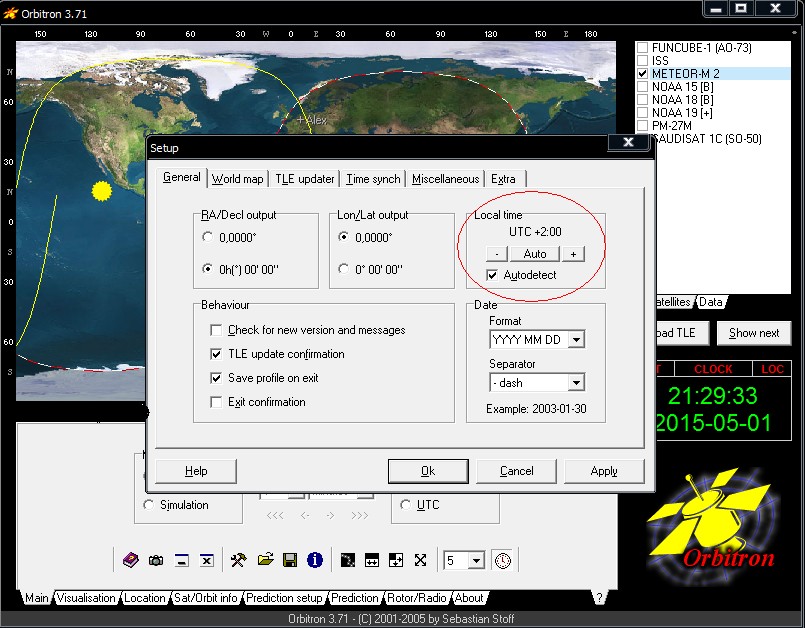 Orbitron 3.71
150 120 90 60 30 W 0 E 30 60 90 120 150 W 180 E
N
60
30
N
0
S
30
60
S
+Alex
FUNCUBE-1 (AO-73)
ISS
METEOR-M 2
NOAA 15 [B]
NOAA 18 [B]
NOAA 19 [+]
PM-27M
SAUDISAT 1C (SO-50)
Setup
General World map TLE updater Time synch Miscellaneous Extra
RA/Decl output
0,0000°
0h(°) 00' 00''
Lon/Lat output
0,0000°
0° 00' 00''
Local time
UTC +2:00
- Auto +
Autodetect
Behaviour
Check for new version and messages
TLE update confirmation
Save profile on exit
Exit confirmation
Date
Format
YYYY MM DD
Separator
- dash
Example: 2003-01-30
Help Ok Cancel Apply
atellites Data
oad TLE Show next
T CLOCK LOC
21:29:33
2015-05-01
Simulation
<<< <- -> >>>
UTC
5
Orbitron
Main Visualisation Location Sat/Orbit info Prediction setup Prediction Rotor/Radio About ?
Orbitron 3.71 - (C) 2001-2005 by Sebastian Stoff